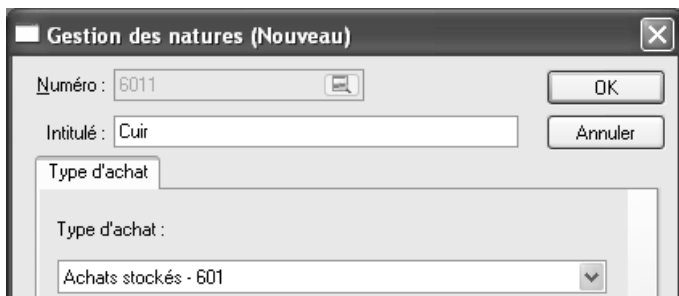 Gestion des natures (Nouveau)
Numéro : 6011
OK
Intitulé : Cuir
Annuler
Type d'achat
Type d'achat :
Achats stockés - 601